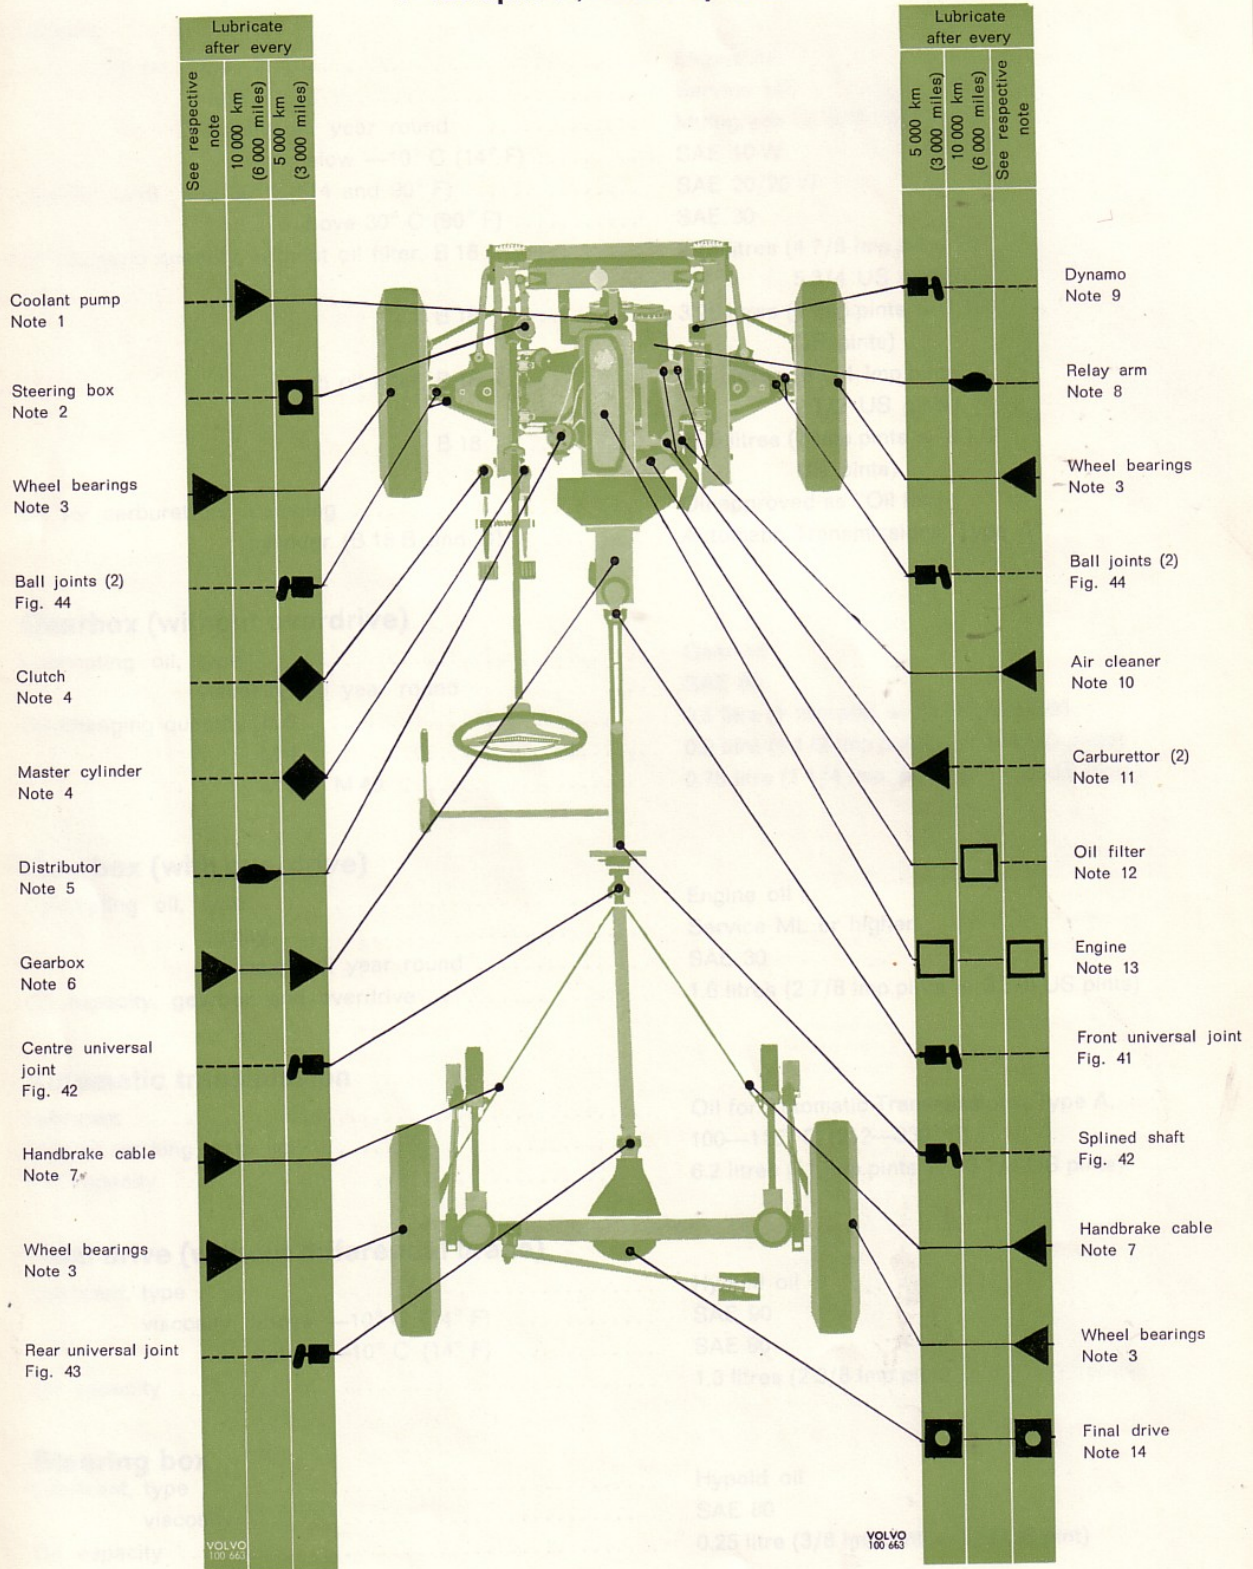 Lubricate
after every
See respective
note
10 000 km
(6 000 miles)
5 000 km
(3 000 miles)
Coolant pump
Note 1
Steering box
Note 2
Wheel bearings
Note 3
Ball joints (2)
Fig. 44
Clutch
Note 4
Master cylinder
Note 4
Distributor
Note 5
Gearbox
Note 6
Centre universal
joint
Fig. 42
Handbrake cable
Note 7
Wheel bearings
Note 3
Rear universal joint
Fig. 43
VOLVO
100 663
Lubricate
after every
5 000 km
(3 000 miles)
10 000 km
(6 000 miles)
See respective
note
Dynamo
Note 9
Relay arm
Note 8
Wheel bearings
Note 3
Ball joints (2)
Fig. 44
Air cleaner
Note 10
Carburettor (2)
Note 11
Oil filter
Note 12
Engine
Note 13
Front universal joint
Fig. 41
Splined shaft
Fig. 42
Handbrake cable
Note 7
Wheel bearings
Note 3
Final drive
Note 14
VOLVO
100 663